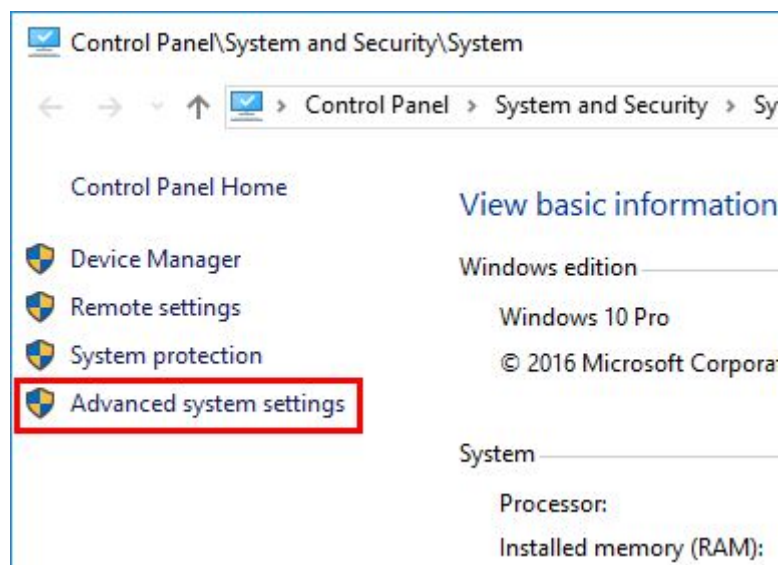 Control Panel\System and Security\System
Control Panel > System and Security > Sy
Control Panel Home
Device Manager
Remote settings
System protection
Advanced system settings
View basic information
Windows edition
Windows 10 Pro
© 2016 Microsoft Corporat
System
Processor:
Installed memory (RAM):